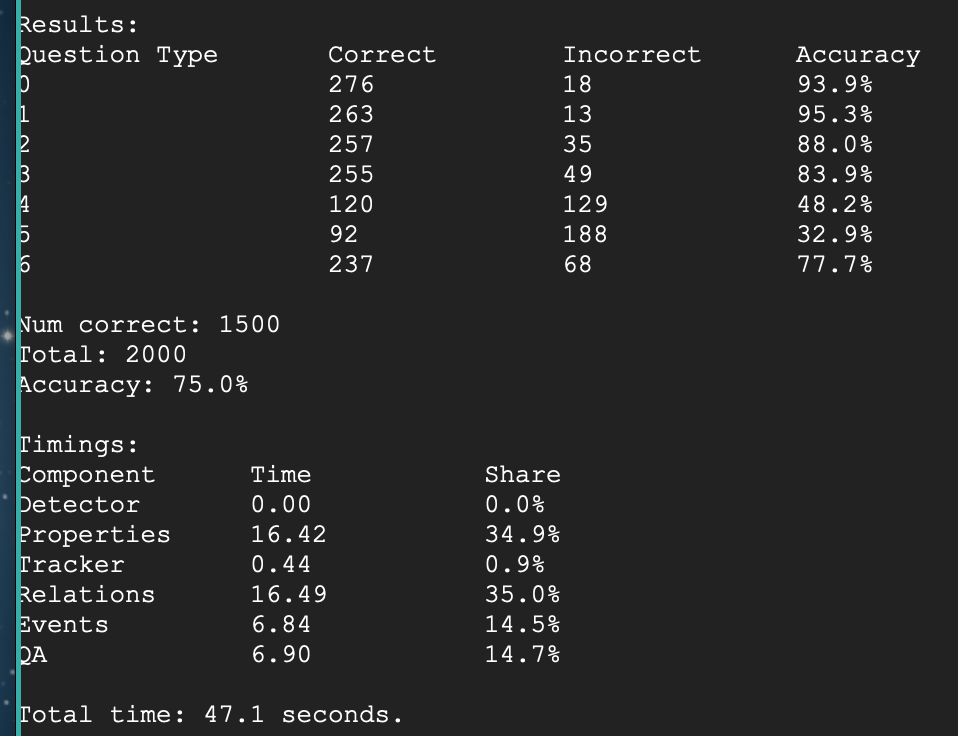 Results:
Question Type Correct Incorrect Accuracy
0 276 18 93.9%
1 263 13 95.3%
2 257 35 88.0%
3 255 49 83.9%
4 120 129 48.2%
5 92 188 32.9%
6 237 68 77.7%
Num correct: 1500
Total: 2000
Accuracy: 75.0%
Timings:
Component Time Share
Detector 0.00 0.0%
Properties 16.42 34.9%
Tracker 0.44 0.9%
Relations 16.49 35.0%
Events 6.84 14.5%
QA 6.90 14.7%
Total time: 47.1 seconds.